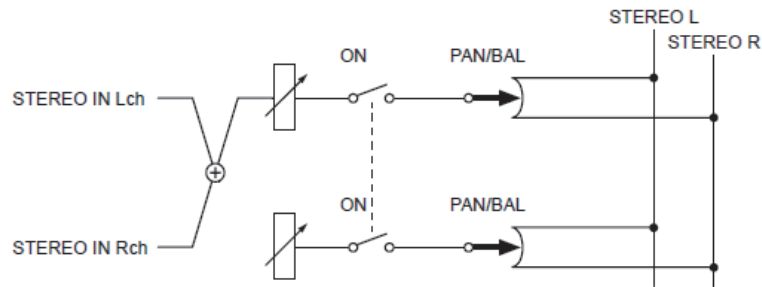 STEREO L
STEREO R
ON
PAN/BAL
STEREO IN Lch
+
ON
PAN/BAL
STEREO IN Rch